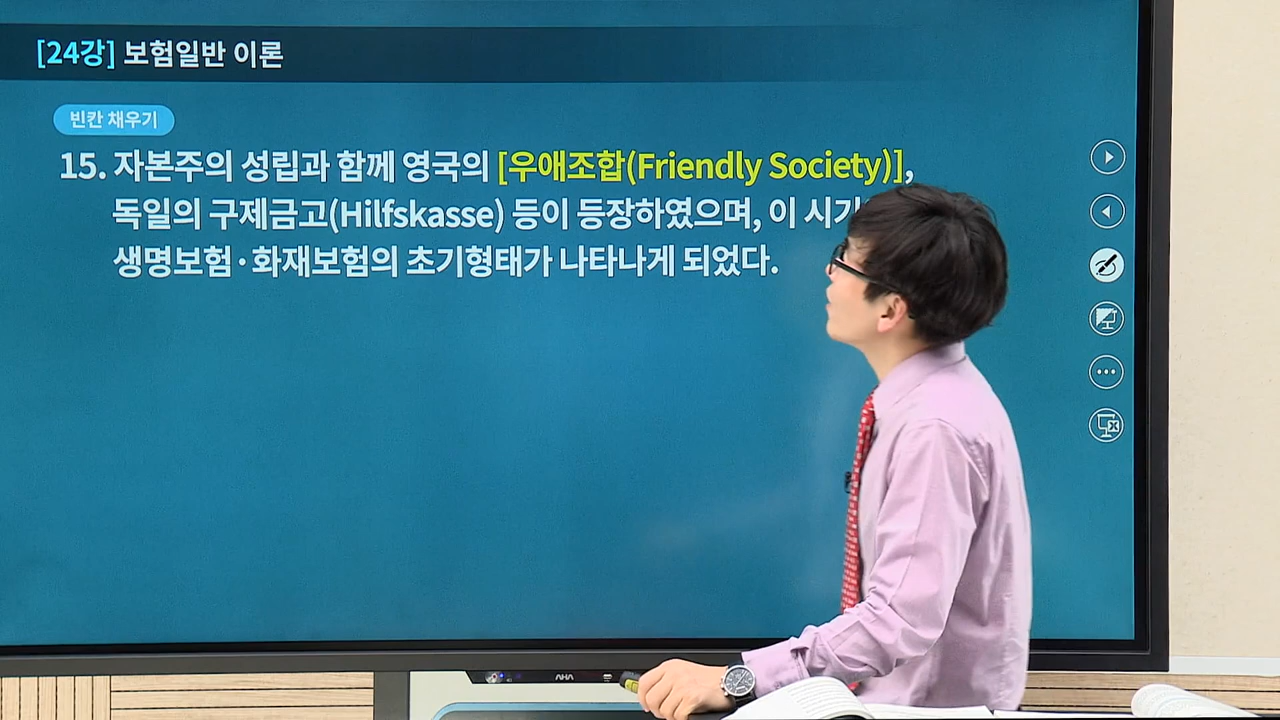 [24강] 보험일반 이론
빈칸 채우기
15. 자본주의 성립과 함께 영국의 [우애조합(Friendly Society)],
독일의 구제금고(Hilfskasse) 등이 등장하였으며, 이 시기
생명보험·화재보험의 초기형태가 나타나게 되었다.
AHA